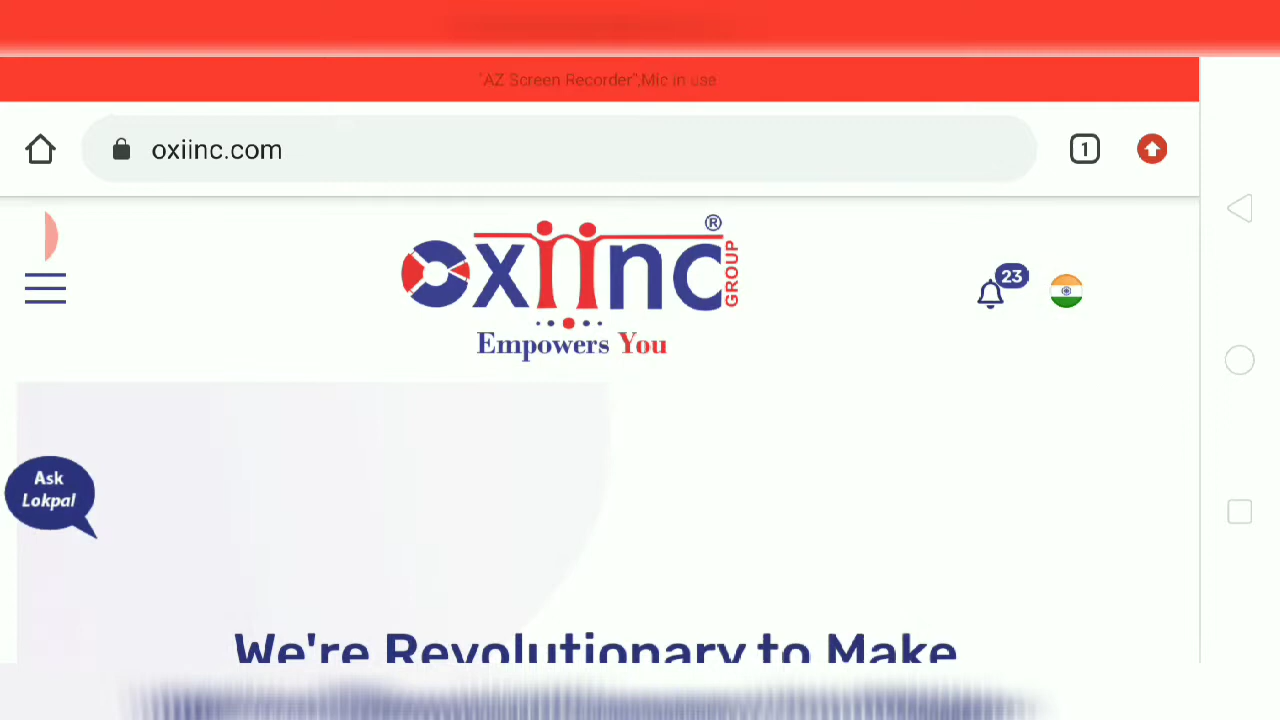 "AZ Screen Recorder",Mic in use
oxiinc.com
1
oxiinc®
GROUP
23
Empowers You
Ask
Lokpal
We're Revolutionary to Make